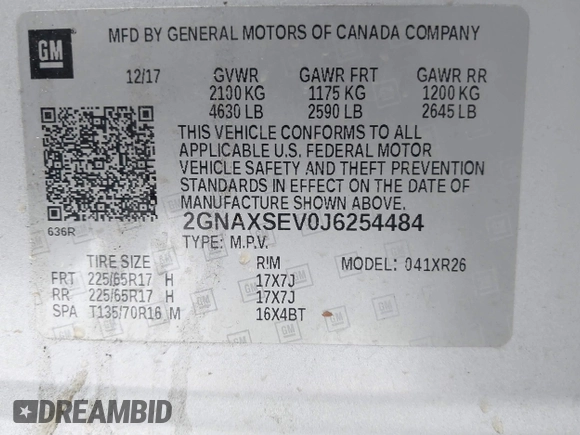 GM
MFD BY GENERAL MOTORS OF CANADA COMPANY
12/17 GVWR GAWR FRT GAWR RR
2100 KG 1175 KG 1200 KG
4630 LB 2590 LB 2645 LB
THIS VEHICLE CONFORMS TO ALL
APPLICABLE U.S. FEDERAL MOTOR
VEHICLE SAFETY AND THEFT PREVENTION
STANDARDS IN EFFECT ON THE DATE OF
MANUFACTURE SHOWN ABOVE.
636R 2GNAXSEV0J6254484
TYPE: M.P.V.
TIRE SIZE RIM MODEL: 041XR26
FRT 225/65R17 H 17X7J
RR 225/65R17 H 17X7J
SPA T135/70R16 M 16X4BT
DREAMBID